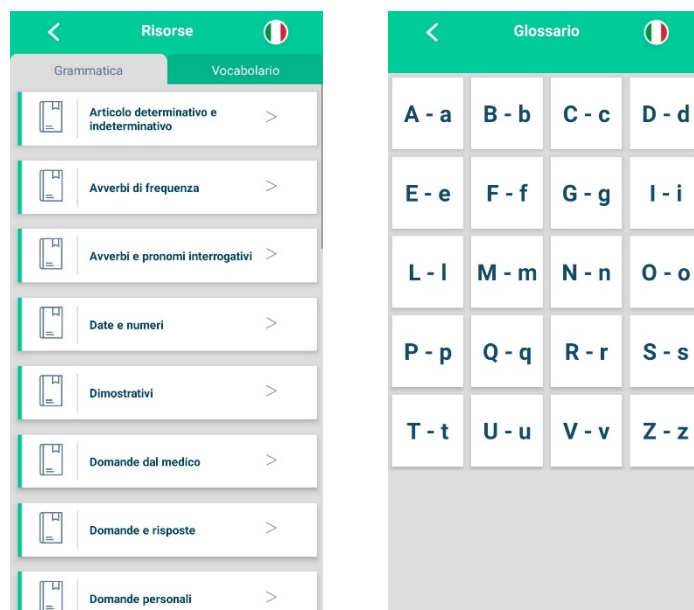 Risorse
Grammatica
Vocabolario
Articolo determinativo e
indeterminativo
>
Avverbi di frequenza
>
Avverbi e pronomi interrogativi
>
Date e numeri
>
Dimostrativi
>
Domande dal medico
>
Domande e risposte
>
Domande personali
>
Glossario
A - a
B - b
C - c
D - d
E - e
F - f
G - g
I - i
L - l
M - m
N - n
O - o
P - p
Q - q
R - r
S - s
T - t
U - u
V - v
Z - z